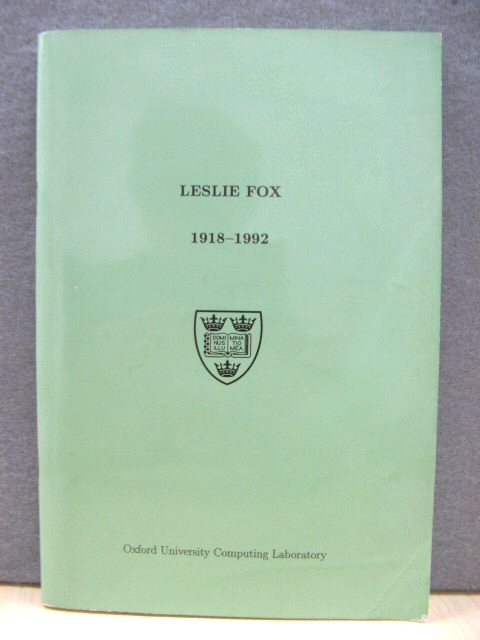 LESLIE FOX
1918–1992
DOMI MINA
NUS TIO
ILLU MEA
Oxford University Computing Laboratory